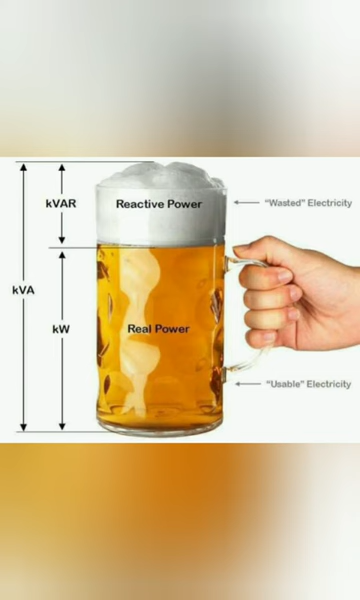 kVAR
Reactive Power
“Wasted” Electricity
kVA
kW
Real Power
“Usable” Electricity